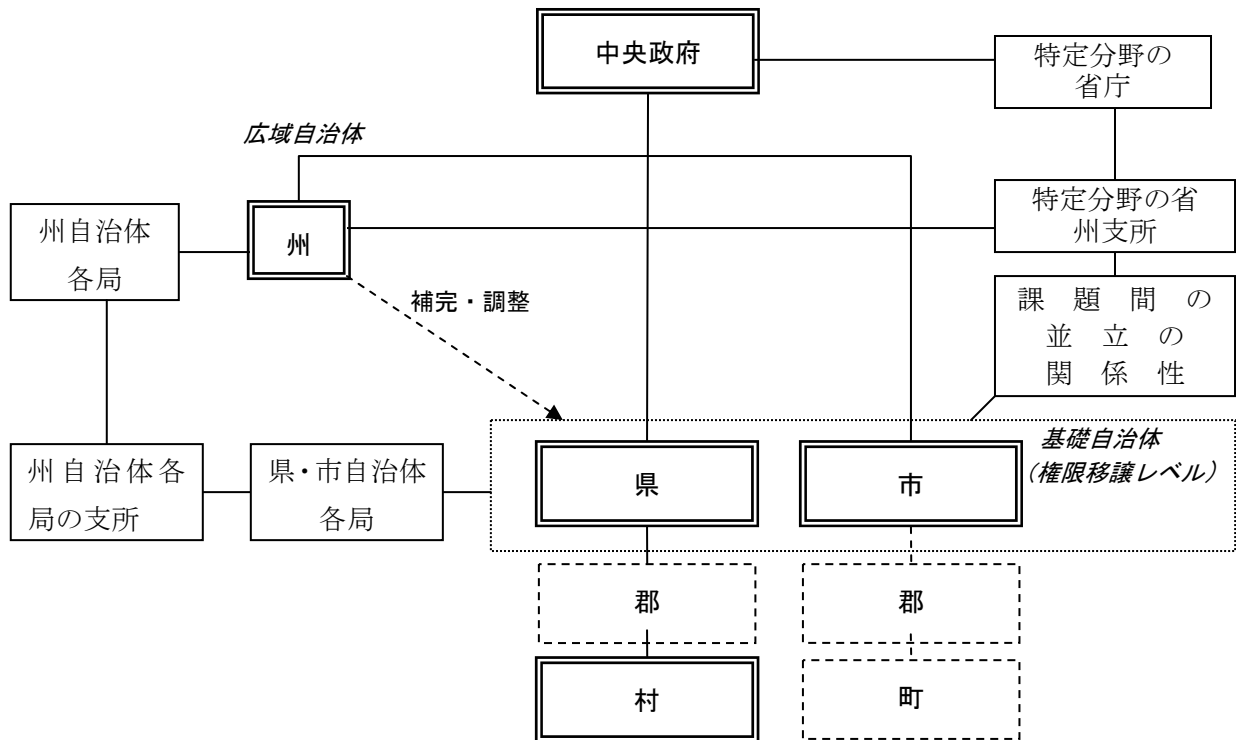 中央政府
特定分野の
省庁
広域自治体
州自治体
各局
州
特定分野の省
州支所
補完・調整
課題間の
並立の
関係性
基礎自治体
(権限移譲レベル)
州自治体各
局の支所
県・市自治体
各局
県
市
郡
郡
村
町